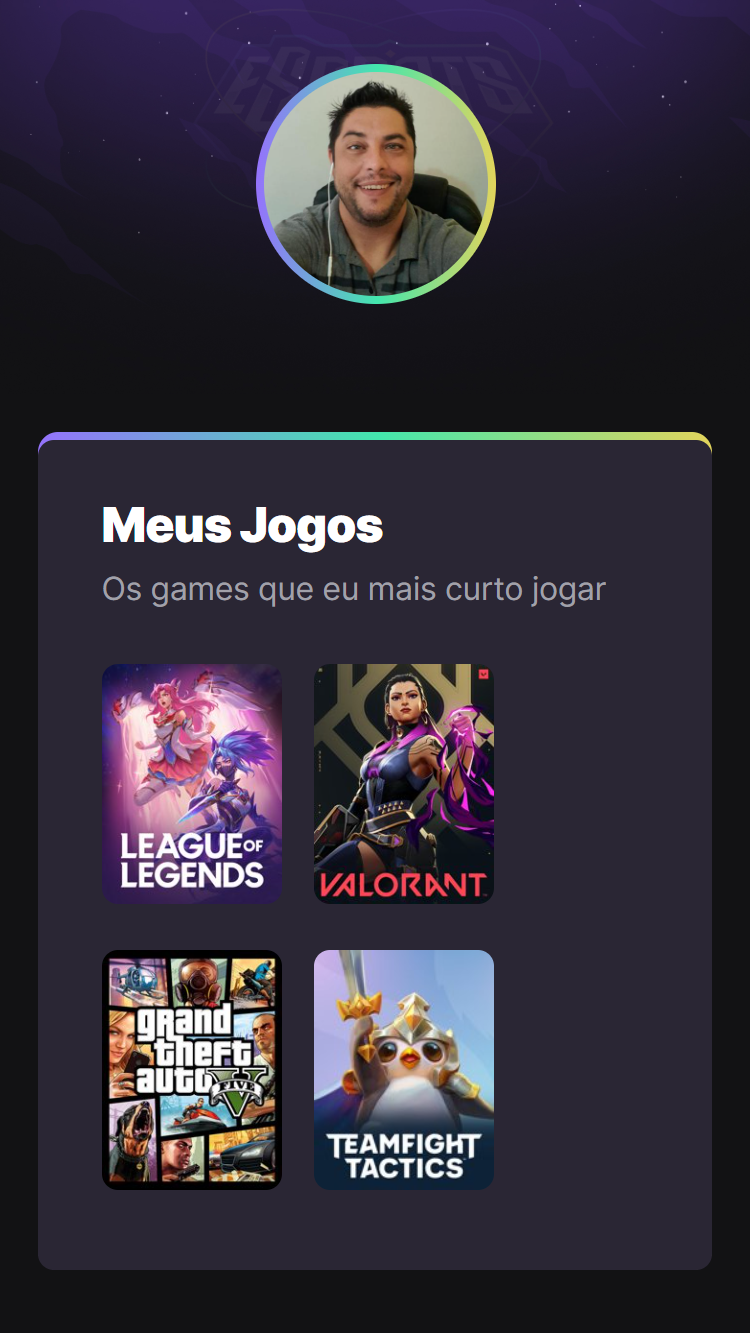 ESPORTS
Meus Jogos
Os games que eu mais curto jogar
LEAGUE OF
LEGENDS
VALORANT
grand
theft
auto
FIVE
V
TEAMFIGHT
TACTICS